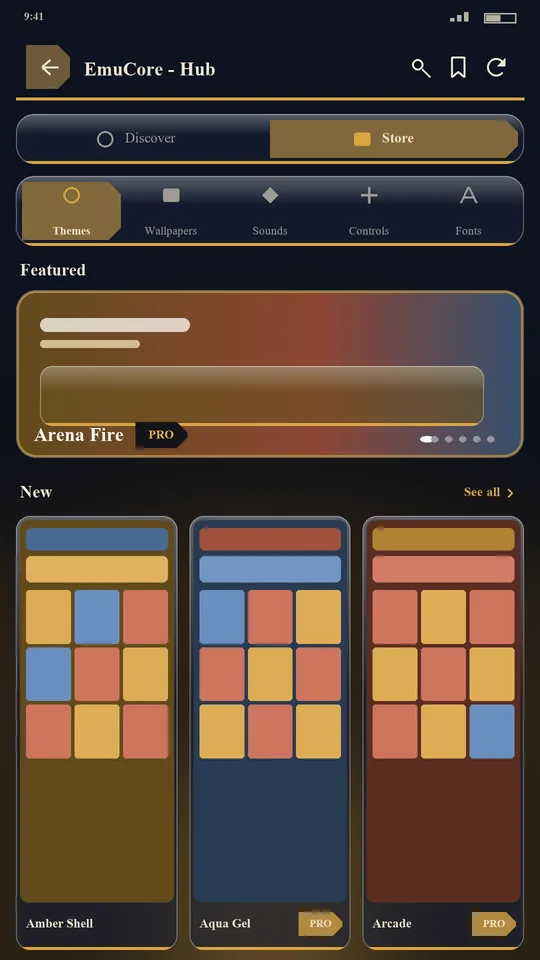 9:41
EmuCore - Hub
Discover
Store
Themes
Wallpapers
Sounds
Controls
Fonts
Featured
Arena Fire
PRO
New
See all
Amber Shell
Aqua Gel
PRO
Arcade
PRO